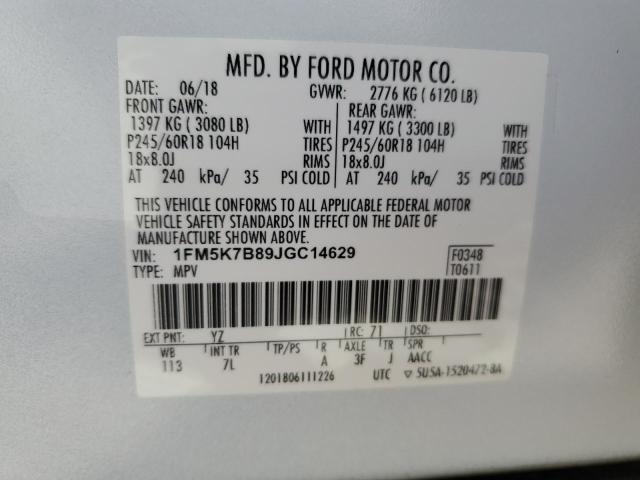 MFD. BY FORD MOTOR CO.
DATE: 06/18 GVWR: 2776 KG ( 6120 LB)
FRONT GAWR: REAR GAWR:
1397 KG ( 3080 LB) WITH 1497 KG ( 3300 LB) WITH
P245/60R18 104H TIRES P245/60R18 104H TIRES
18x8.0J RIMS 18x8.0J RIMS
AT 240 kPa/ 35 PSI COLD AT 240 kPa/ 35 PSI COLD
THIS VEHICLE CONFORMS TO ALL APPLICABLE FEDERAL MOTOR
VEHICLE SAFETY STANDARDS IN EFFECT ON THE DATE OF
MANUFACTURE SHOWN ABOVE.
VIN: 1FM5K7B89JGC14629 F0348
TYPE: MPV T0611
EXT PNT: YZ RC: 71 DSO:
WB INT TR TP/PS R AXLE TR SPR
113 7L A 3F J AACC
1201806111226 UTC ▽ 5U5A-1520472-8A